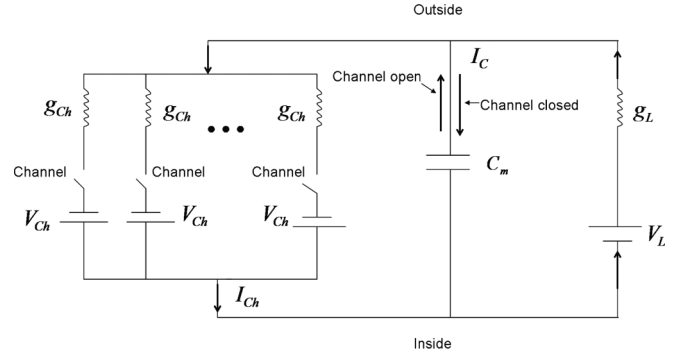 Outside
I_C
Channel open
Channel closed
g_Ch
g_Ch
g_Ch
g_L
Channel
Channel
Channel
C_m
V_Ch
V_Ch
V_Ch
V_L
I_Ch
Inside